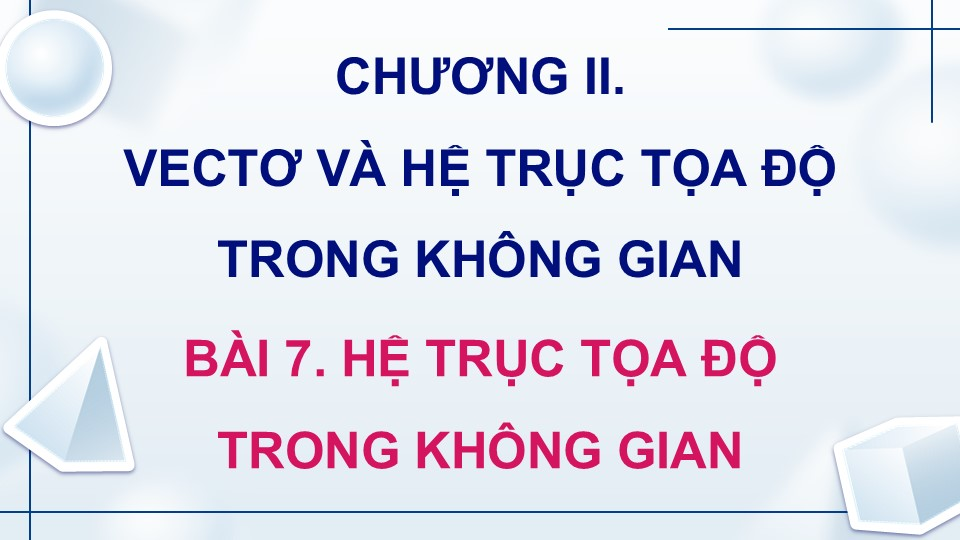 CHƯƠNG II.
VECTƠ VÀ HỆ TRỤC TỌA ĐỘ
TRONG KHÔNG GIAN
BÀI 7. HỆ TRỤC TỌA ĐỘ
TRONG KHÔNG GIAN